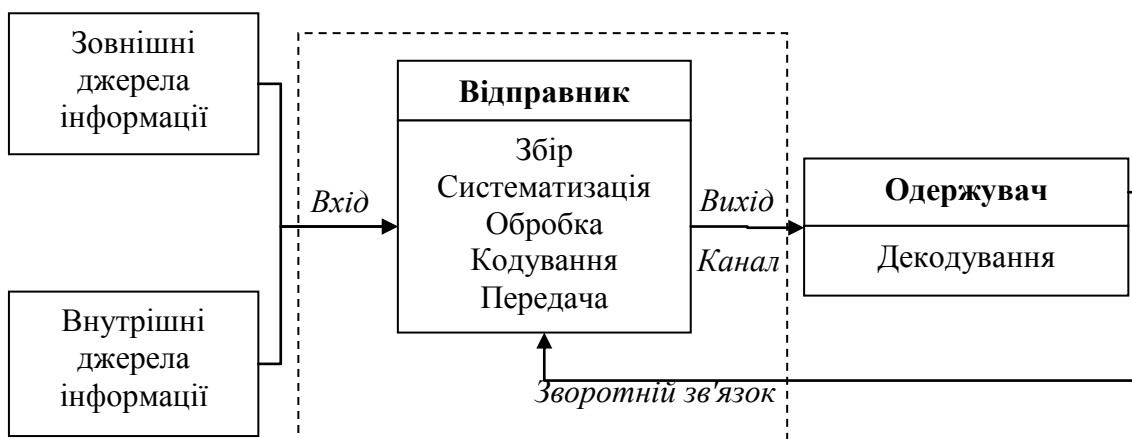 Зовнішні
джерела
інформації
Внутрішні
джерела
інформації
Вхід
Відправник
Збір
Систематизація
Обробка
Кодування
Передача
Вихід
Канал
Одержувач
Декодування
Зворотній зв'язок